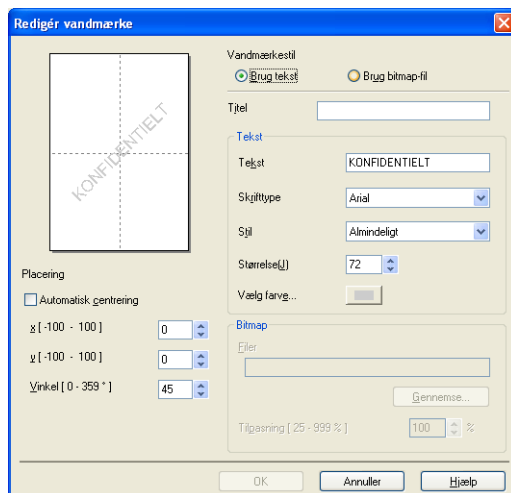 Redigér vandmærke
KONFIDENTIELT
Placering
Automatisk centrering
x [ -100 - 100 ] 0
y [ -100 - 100 ] 0
Vinkel [ 0 - 359 ° ] 45
Vandmærkestil
Brug tekst Brug bitmap-fil
Titel
Tekst
Tekst KONFIDENTIELT
Skrifttype Arial
Stil Almindeligt
Størrelse(J) 72
Vælg farve...
Bitmap
Filer
Gennemse...
Tilpasning [ 25 - 999 % ] 100 %
OK Annuller Hjælp